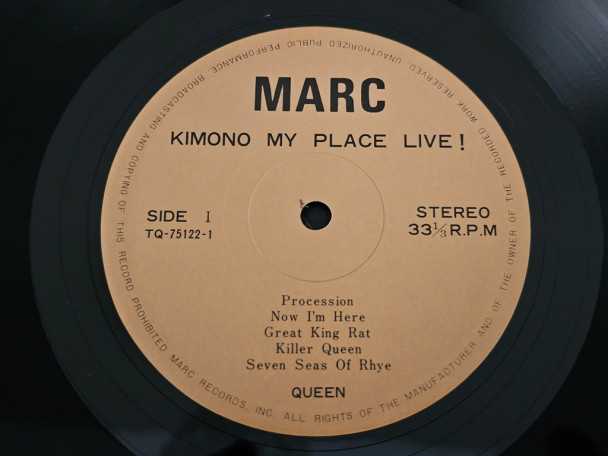 MARC
KIMONO MY PLACE LIVE!
SIDE I
TQ-75122-1
STEREO
33⅓ R.P.M
Procession
Now I'm Here
Great King Rat
Killer Queen
Seven Seas Of Rhye
QUEEN
MARC RECORDS, INC. ALL RIGHTS OF THE MANUFACTURER AND OF THE OWNER OF THE RECORDED WORK RESERVED. UNAUTHORIZED PUBLIC PERFORMANCE, BROADCASTING AND COPYING OF THIS RECORD PROHIBITED